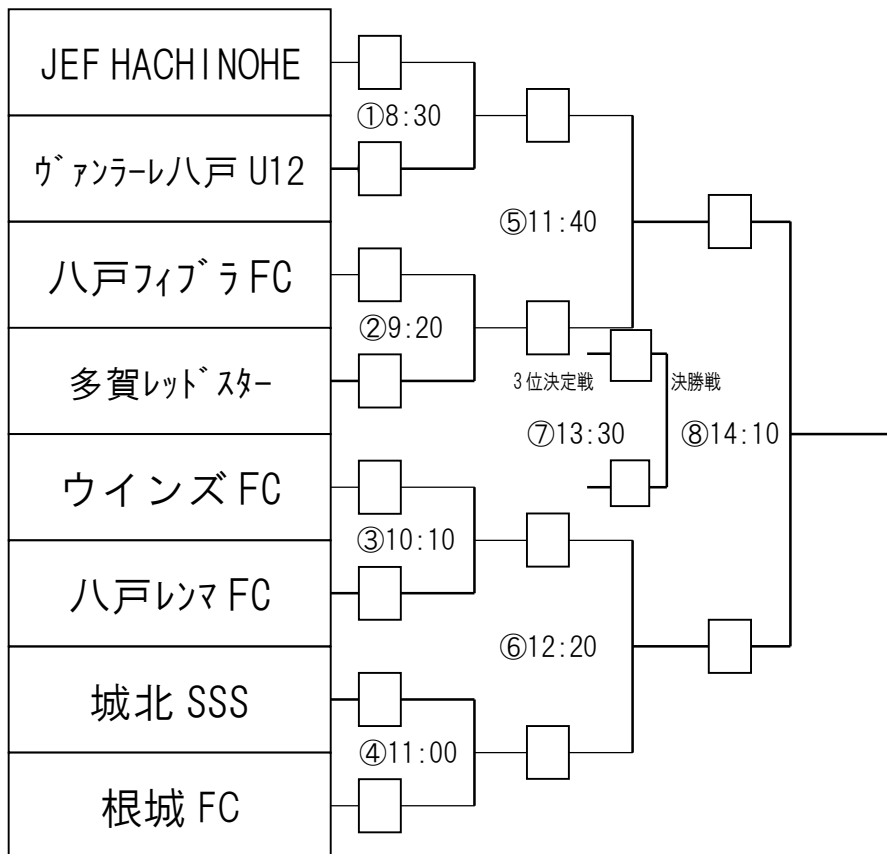 JEF HACHINOHE
①8:30
ヴァンラーレ八戸 U12
⑤11:40
八戸フィブラ FC
②9:20
多賀レッドスター
3位決定戦
決勝戦
⑦13:30
⑧14:10
ウインズ FC
③10:10
八戸レンマ FC
⑥12:20
城北 SSS
④11:00
根城 FC